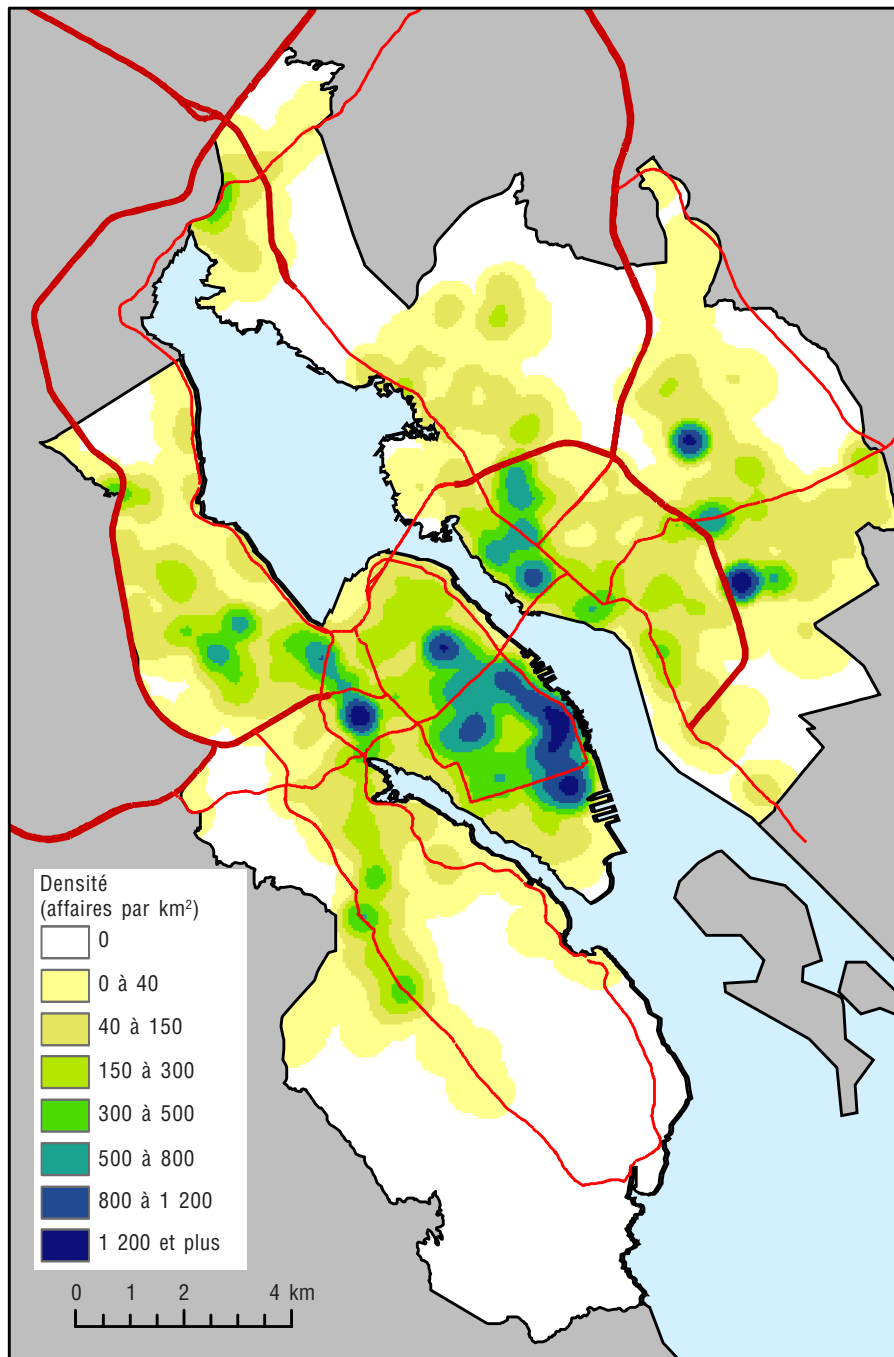 Densité
(affaires par km²)
0
0 à 40
40 à 150
150 à 300
300 à 500
500 à 800
800 à 1 200
1 200 et plus
0 1 2 4 km